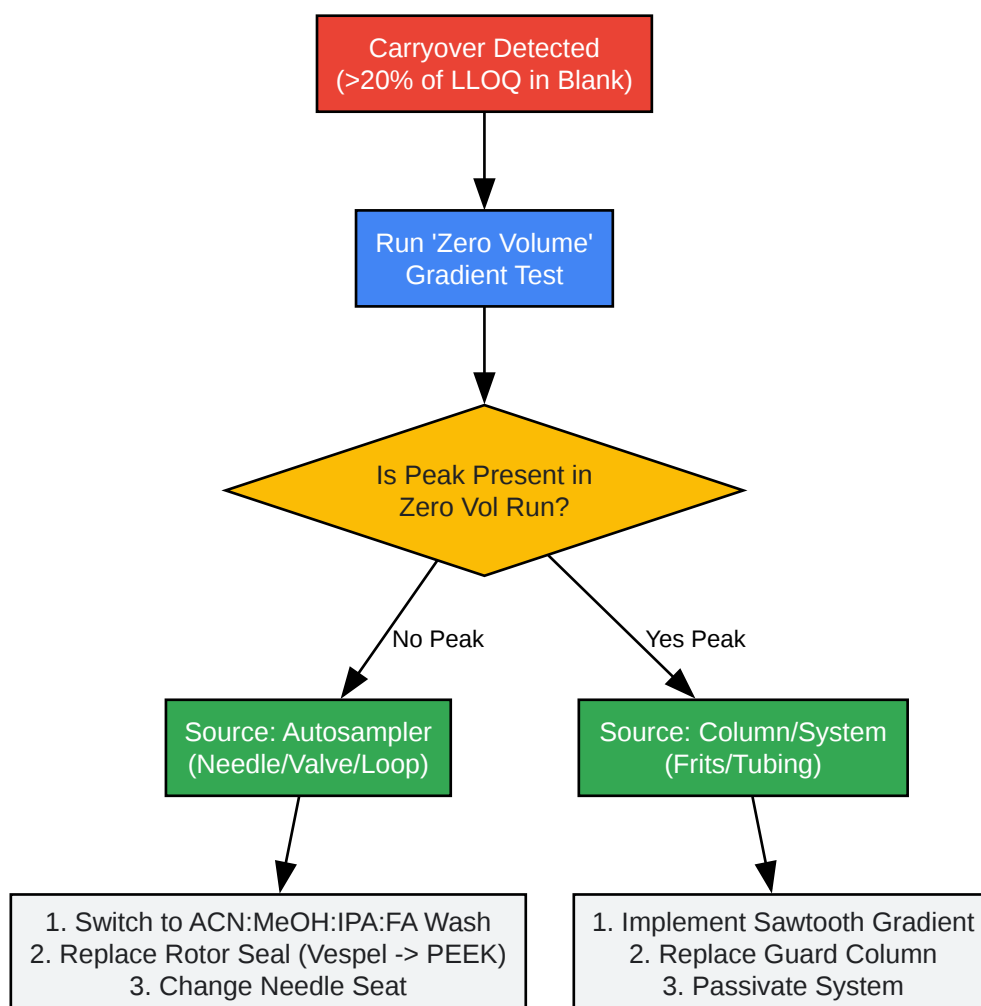 Carryover Detected
(>20% of LLOQ in Blank)
Run 'Zero Volume'
Gradient Test
Is Peak Present in
Zero Vol Run?
No Peak
Yes Peak
Source: Autosampler
(Needle/Valve/Loop)
Source: Column/System
(Frits/Tubing)
1. Switch to ACN:MeOH:IPA:FA Wash
2. Replace Rotor Seal (Vespel -> PEEK)
3. Change Needle Seat
1. Implement Sawtooth Gradient
2. Replace Guard Column
3. Passivate System